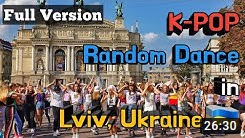 Full Version
K-POP
Random Dance
in
Lviv, Ukraine
26:30